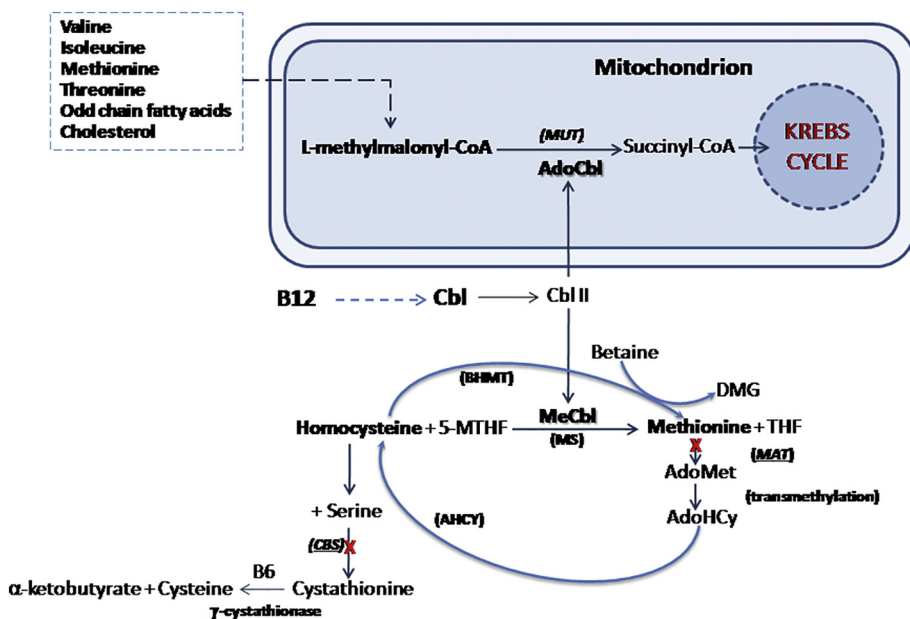 Valine
Isoleucine
Methionine
Threonine
Odd chain fatty acids
Cholesterol
Mitochondrion
L-methylmalonyl-CoA
(MUT)
AdoCbl
Succinyl-CoA
KREBS
CYCLE
B12
Cbl
Cbl II
Betaine
(BHMT)
DMG
Homocysteine + 5-MTHF
MeCbl
(MS)
Methionine + THF
X
(MAT)
AdoMet
(transmethylation)
AdoHCy
+ Serine
(AHCY)
(CBS)
X
α-ketobutyrate + Cysteine
B6
Cystathionine
γ-cystathionase